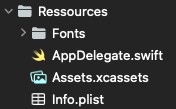 Ressources
Fonts
AppDelegate.swift
Assets.xcassets
Info.plist